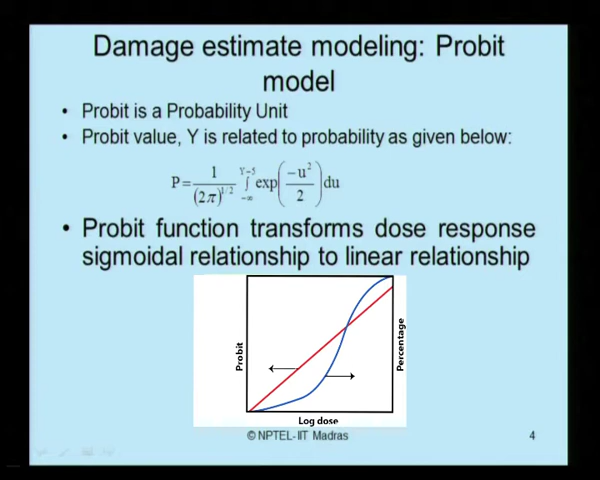 Damage estimate modeling: Probit
model
• Probit is a Probability Unit
• Probit value, Y is related to probability as given below:
P = 1/(2π)^{1/2} ∫_{-∞}^{Y-5} exp(-u²/2) du
• Probit function transforms dose response
sigmoidal relationship to linear relationship
Probit
Percentage
Log dose
© NPTEL- IIT Madras
4